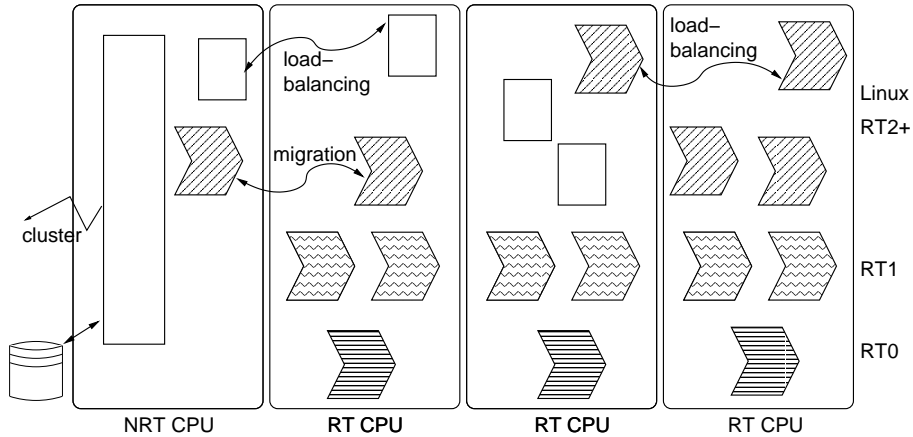 load–
balancing
load–
balancing
Linux
RT2+
migration
cluster
RT1
RT0
NRT CPU
RT CPU
RT CPU
RT CPU